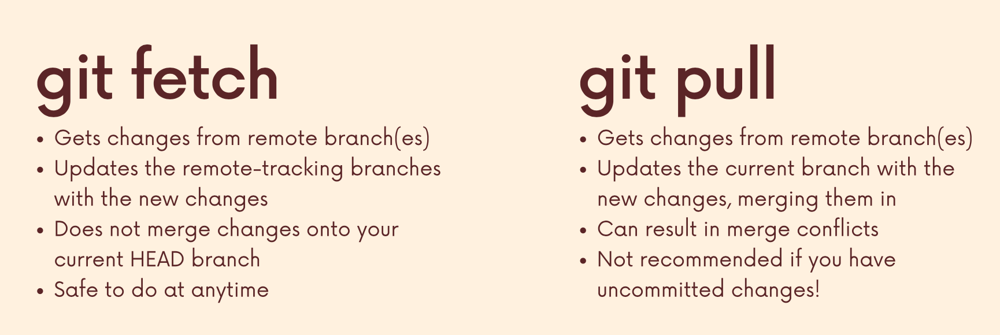 git fetch
• Gets changes from remote branch(es)
• Updates the remote-tracking branches
with the new changes
• Does not merge changes onto your
current HEAD branch
• Safe to do at anytime
git pull
• Gets changes from remote branch(es)
• Updates the current branch with the
new changes, merging them in
• Can result in merge conflicts
• Not recommended if you have
uncommitted changes!